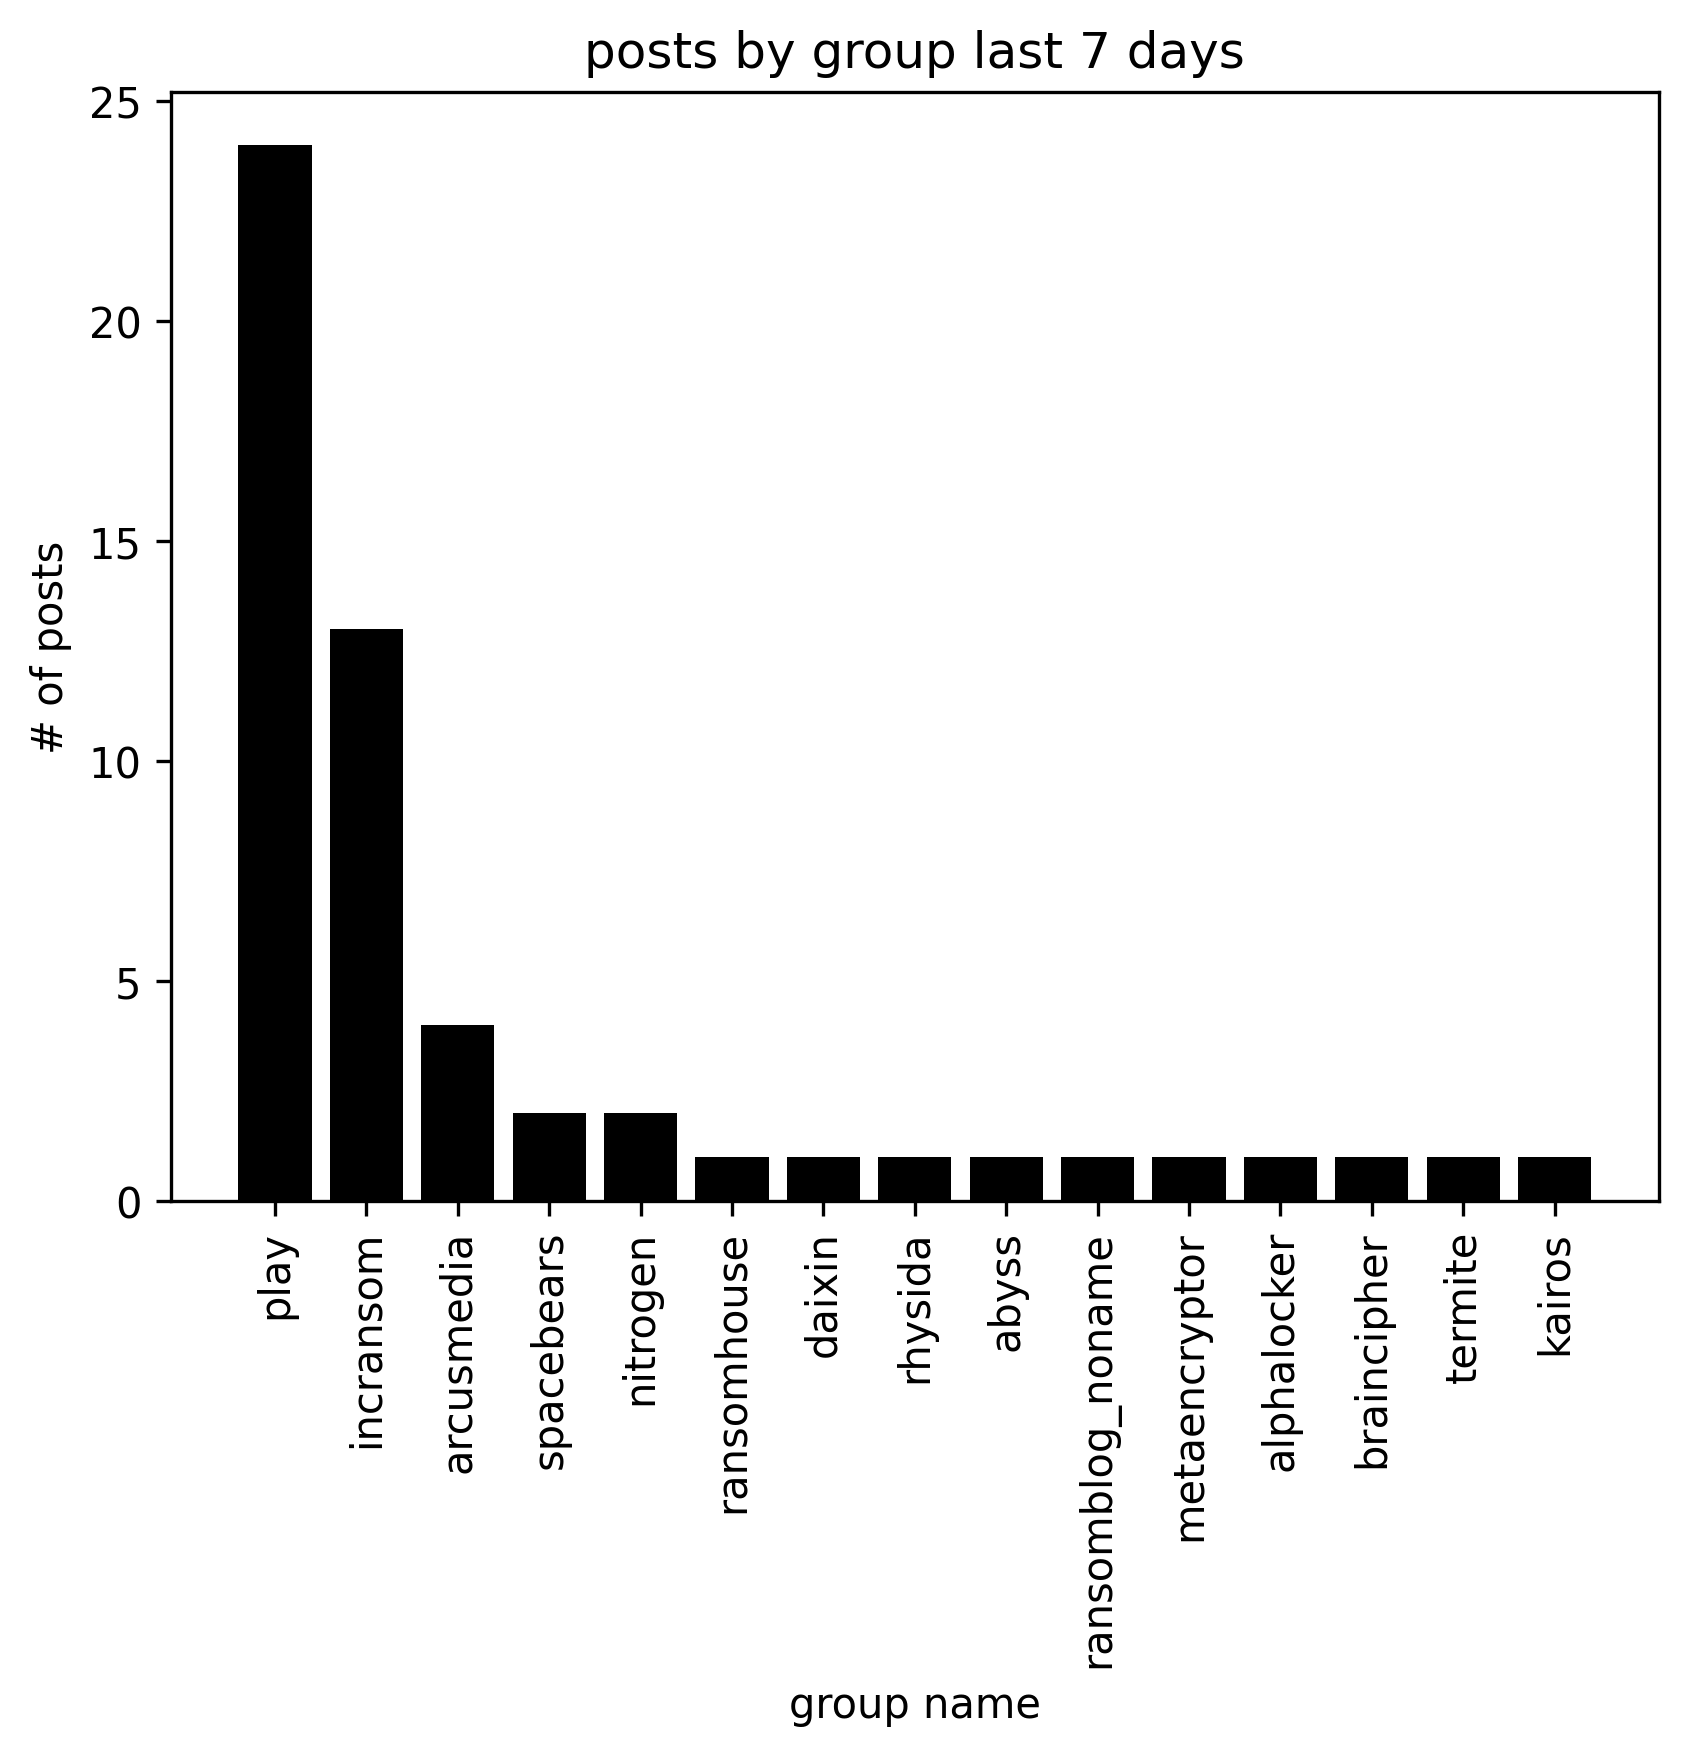 posts by group last 7 days
# of posts
25
20
15
10
5
0
play
incransom
arcusmedia
spacebears
nitrogen
ransomhouse
daixin
rhysida
abyss
ransomblog_noname
metaencryptor
alphalocker
braincipher
termite
kairos
group name